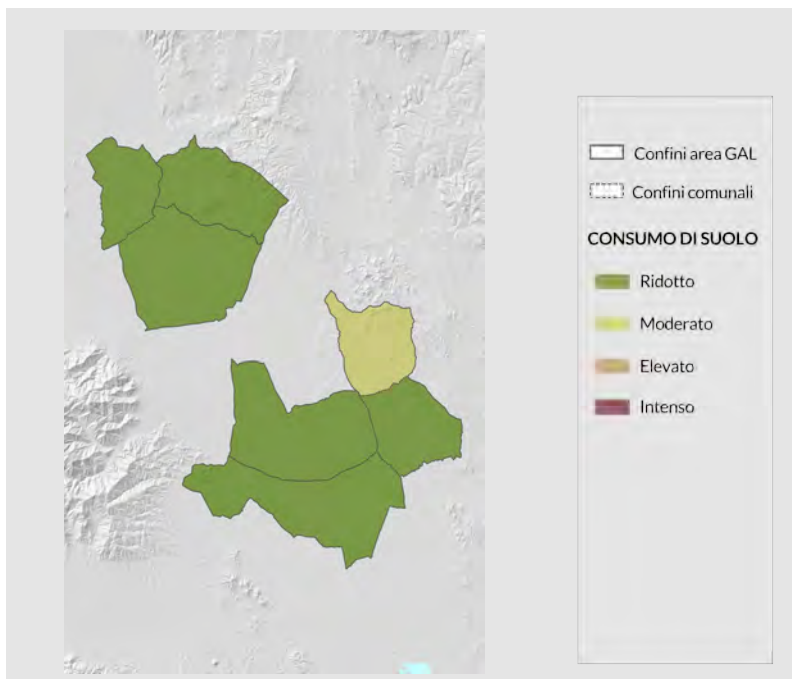 Confini area GAL
Confini comunali
CONSUMO DI SUOLO
Ridotto
Moderato
Elevato
Intenso